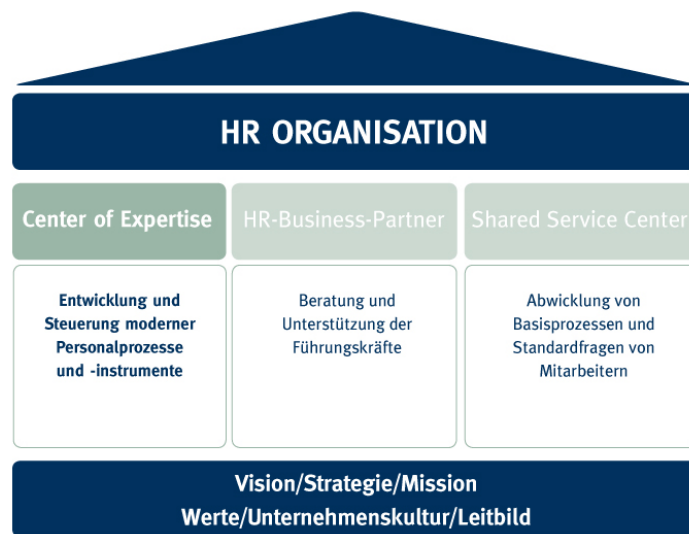 HR ORGANISATION
Center of Expertise
HR-Business-Partner
Shared Service Center
Entwicklung und
Steuerung moderner
Personalprozesse
und -instrumente
Beratung und
Unterstützung der
Führungskräfte
Abwicklung von
Basisprozessen und
Standardfragen von
Mitarbeitern
Vision/Strategie/Mission
Werte/Unternehmenskultur/Leitbild